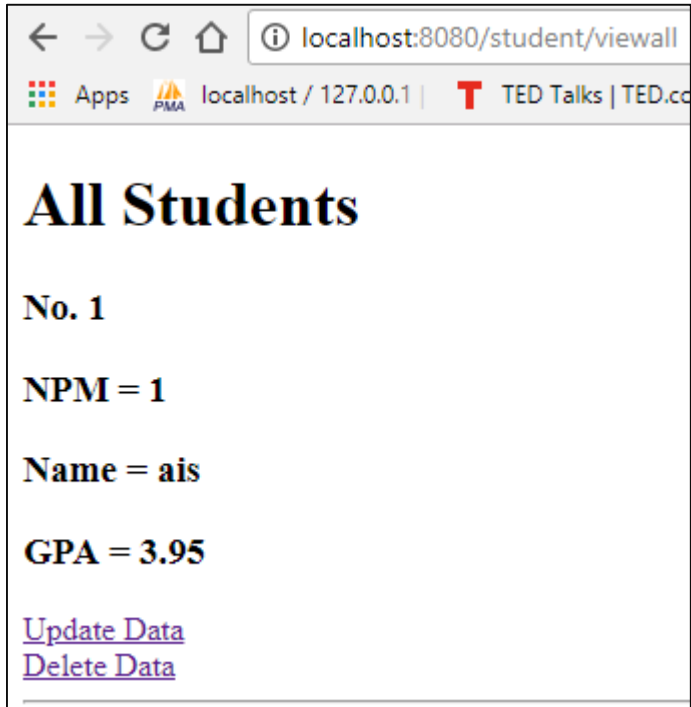 localhost:8080/student/viewall
Apps PMA localhost / 127.0.0.1 | T TED Talks | TED.co
All Students
No. 1
NPM = 1
Name = ais
GPA = 3.95
Update Data
Delete Data